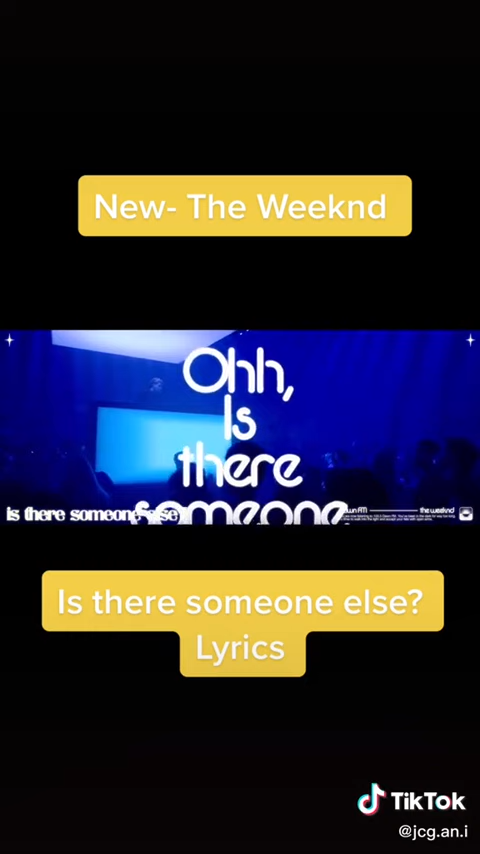 New- The Weeknd
Ohh,
Is
there
someone
is there someone else?
the weeknd
Is there someone else?
Lyrics
TikTok
@jcg.an.i